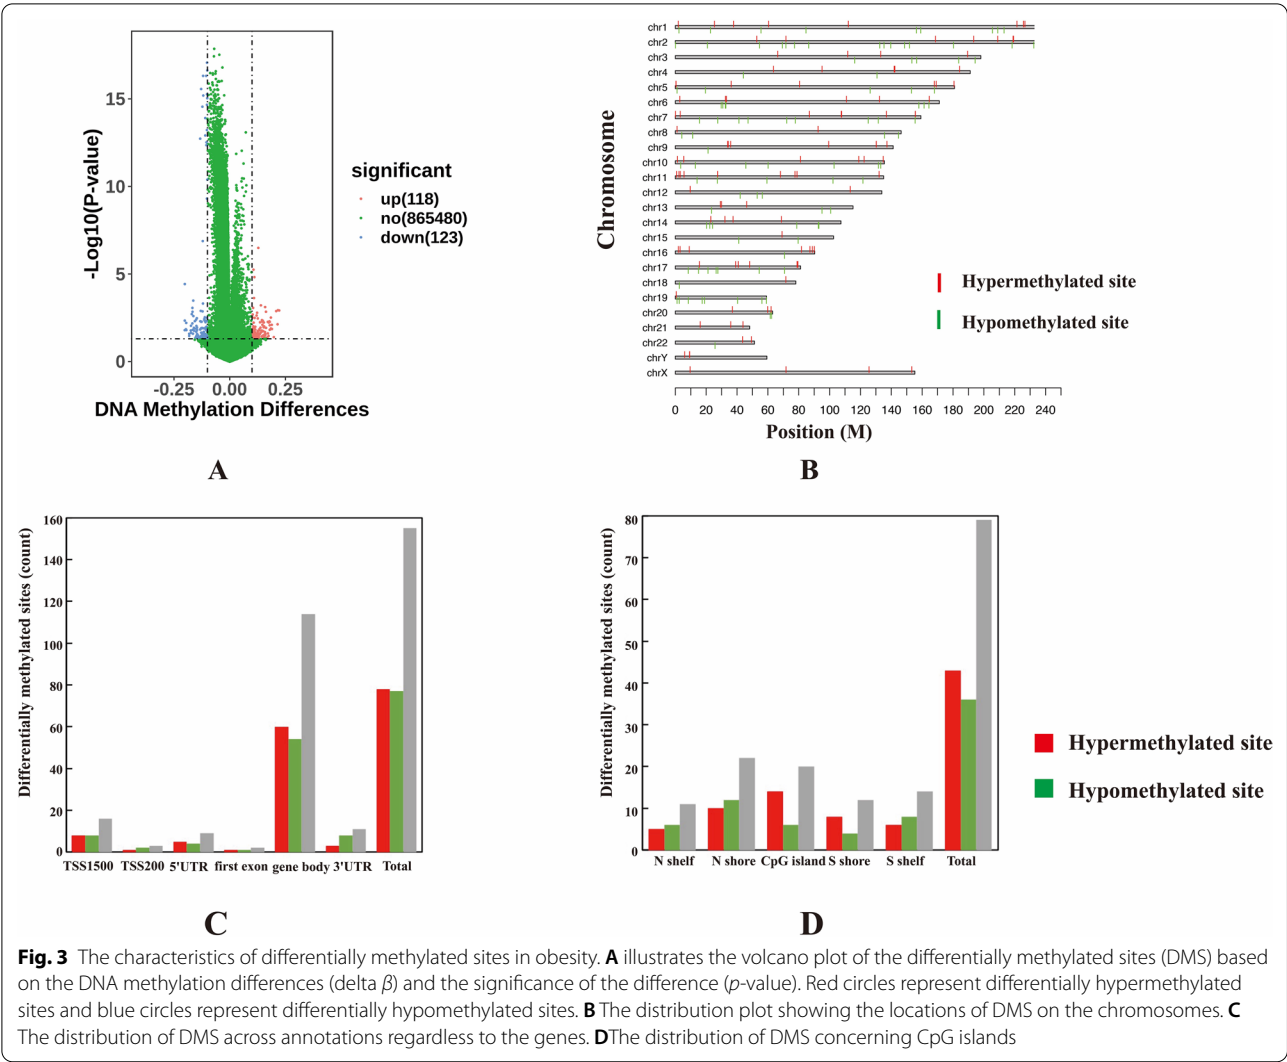 15
10
5
0
-Log10(P-value)
-0.25 0.00 0.25
DNA Methylation Differences
significant
up(118)
no(865480)
down(123)
A
Chromosome
chr1
chr2
chr3
chr4
chr5
chr6
chr7
chr8
chr9
chr10
chr11
chr12
chr13
chr14
chr15
chr16
chr17
chr18
chr19
chr20
chr21
chr22
chrY
chrX
0 20 40 60 80 100 120 140 160 180 200 220 240
Position (M)
Hypermethylated site
Hypomethylated site
B
Differentially methylated sites (count)
160
140
120
100
80
60
40
20
0
TSS1500 TSS200 5'UTR first exon gene body 3'UTR Total
C
Differentially methylated sites (count)
80
70
60
50
40
30
20
10
0
N shelf N shore CpG island S shore S shelf Total
Hypermethylated site
Hypomethylated site
D
Fig. 3 The characteristics of differentially methylated sites in obesity. A illustrates the volcano plot of the differentially methylated sites (DMS) based
on the DNA methylation differences (delta β) and the significance of the difference (p-value). Red circles represent differentially hypermethylated
sites and blue circles represent differentially hypomethylated sites. B The distribution plot showing the locations of DMS on the chromosomes. C
The distribution of DMS across annotations regardless to the genes. DThe distribution of DMS concerning CpG islands